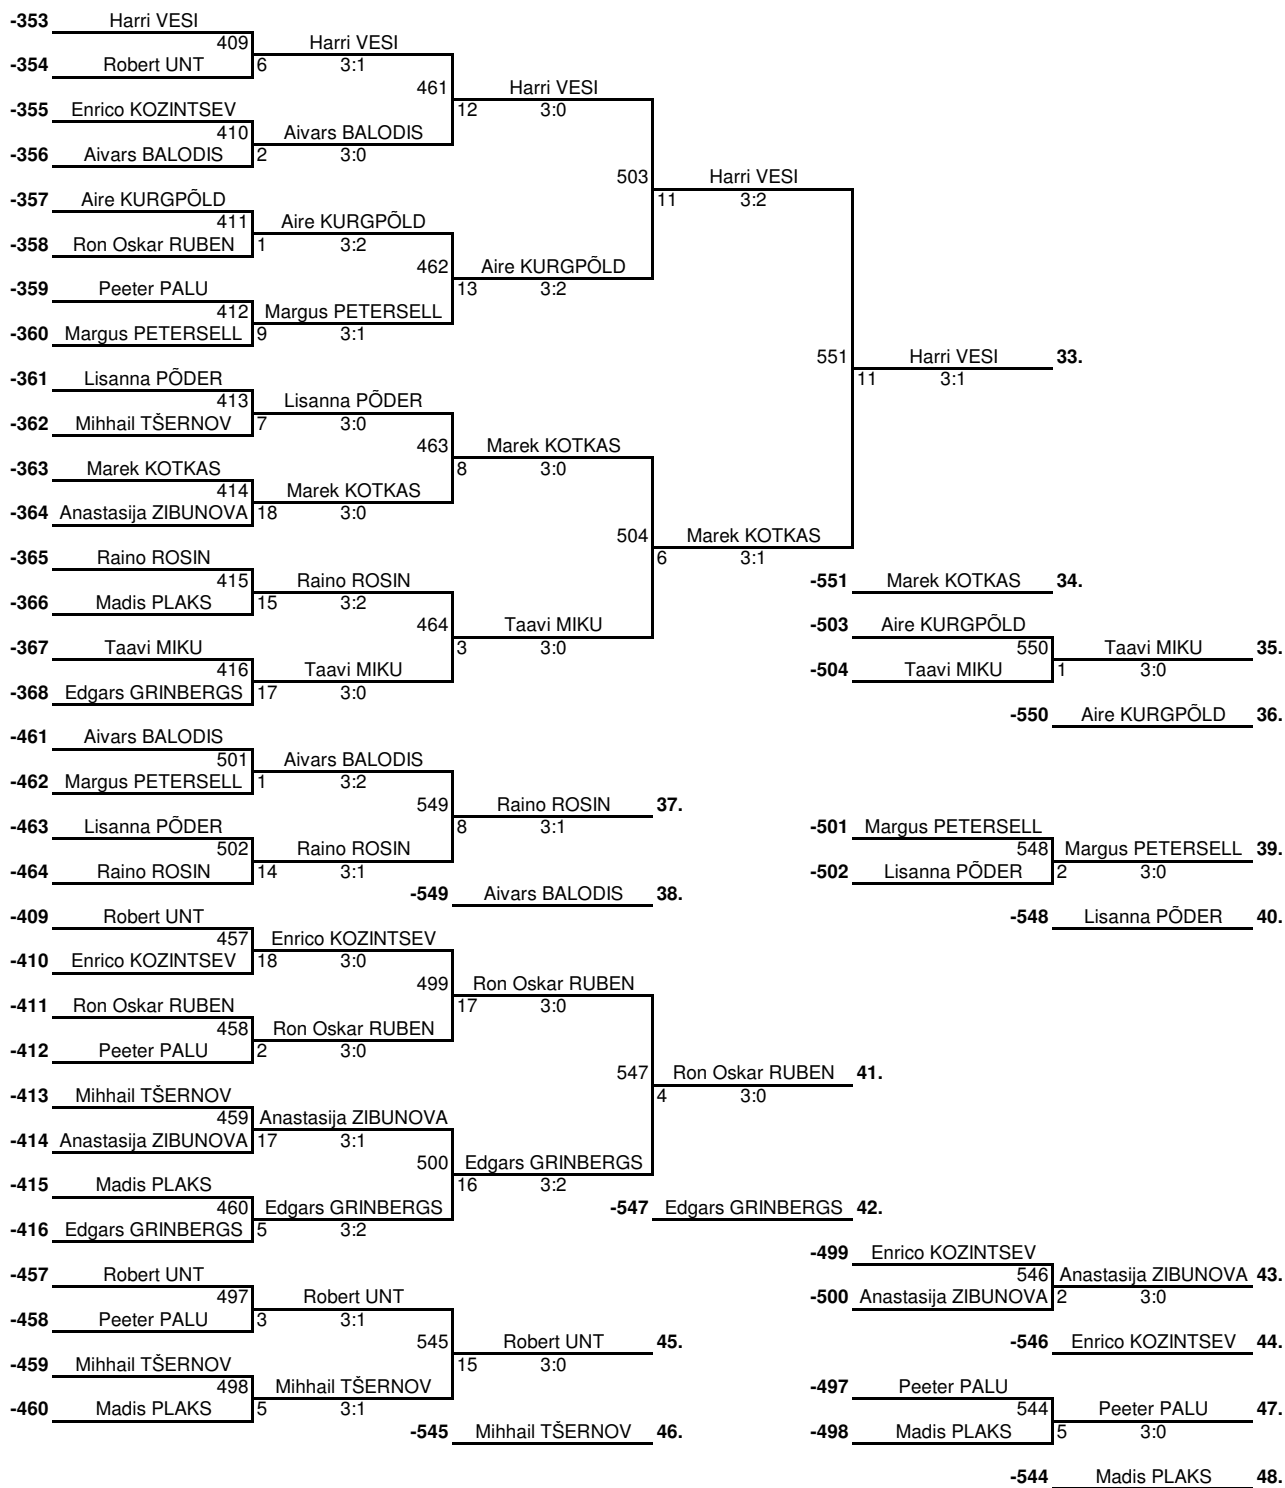 -353 Harri VESI
409 Harri VESI
-354 Robert UNT 6 3:1
461 Harri VESI
-355 Enrico KOZINTSEV 12 3:0
410 Aivars BALODIS
-356 Aivars BALODIS 2 3:0
503 Harri VESI
-357 Aire KURGPÕLD 11 3:2
411 Aire KURGPÕLD
-358 Ron Oskar RUBEN 1 3:2
462 Aire KURGPÕLD
-359 Peeter PALU 13 3:2
412 Margus PETERSELL
-360 Margus PETERSELL 9 3:1
551 Harri VESI 33.
-361 Lisanna PÕDER 11 3:1
413 Lisanna PÕDER
-362 Mihhail TŠERNOV 7 3:0
463 Marek KOTKAS
-363 Marek KOTKAS 8 3:0
414 Marek KOTKAS
-364 Anastasija ZIBUNOVA 18 3:0
504 Marek KOTKAS
-365 Raino ROSIN 6 3:1
415 Raino ROSIN -551 Marek KOTKAS 34.
-366 Madis PLAKS 15 3:2
464 Taavi MIKU -503 Aire KURGPÕLD
-367 Taavi MIKU 3 3:0 550 Taavi MIKU 35.
416 Taavi MIKU -504 Taavi MIKU 1 3:0
-368 Edgars GRINBERGS 17 3:0
-550 Aire KURGPÕLD 36.
-461 Aivars BALODIS
501 Aivars BALODIS
-462 Margus PETERSELL 1 3:2
549 Raino ROSIN 37.
-463 Lisanna PÕDER 8 3:1 -501 Margus PETERSELL
502 Raino ROSIN 548 Margus PETERSELL 39.
-464 Raino ROSIN 14 3:1 -502 Lisanna PÕDER 2 3:0
-549 Aivars BALODIS 38.
-409 Robert UNT -548 Lisanna PÕDER 40.
457 Enrico KOZINTSEV
-410 Enrico KOZINTSEV 18 3:0
499 Ron Oskar RUBEN
-411 Ron Oskar RUBEN 17 3:0
458 Ron Oskar RUBEN
-412 Peeter PALU 2 3:0
547 Ron Oskar RUBEN 41.
-413 Mihhail TŠERNOV 4 3:0
459 Anastasija ZIBUNOVA
-414 Anastasija ZIBUNOVA 17 3:1
500 Edgars GRINBERGS
-415 Madis PLAKS 16 3:2
460 Edgars GRINBERGS -547 Edgars GRINBERGS 42.
-416 Edgars GRINBERGS 5 3:2
-499 Enrico KOZINTSEV
-457 Robert UNT 546 Anastasija ZIBUNOVA 43.
497 Robert UNT -500 Anastasija ZIBUNOVA 2 3:0
-458 Peeter PALU 3 3:1
545 Robert UNT 45. -546 Enrico KOZINTSEV 44.
-459 Mihhail TŠERNOV 15 3:0
498 Mihhail TŠERNOV -497 Peeter PALU
-460 Madis PLAKS 5 3:1 544 Peeter PALU 47.
-545 Mihhail TŠERNOV 46. -498 Madis PLAKS 5 3:0
-544 Madis PLAKS 48.